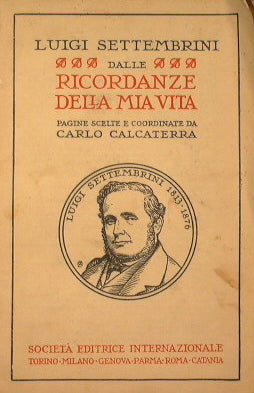 LUIGI SETTEMBRINI
DALLE
RICORDANZE
DELLA MIA VITA
PAGINE SCELTE E COORDINATE DA
CARLO CALCATERRA
LUIGI SETTEMBRINI 1813-1876
SOCIETÀ EDITRICE INTERNAZIONALE
TORINO-MILANO-GENOVA-PARMA-ROMA-CATANIA